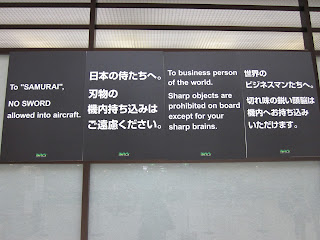 To "SAMURAI",
NO SWORD
allowed into aircraft.
日本の侍たちへ。
刃物の
機内持ち込みは
ご遠慮ください。
To business person
of the world.
Sharp objects are
prohibited on board
except for your
sharp brains.
世界の
ビジネスマンたちへ。
切れ味の鋭い頭脳は
機内へお持ち込み
いただけます。